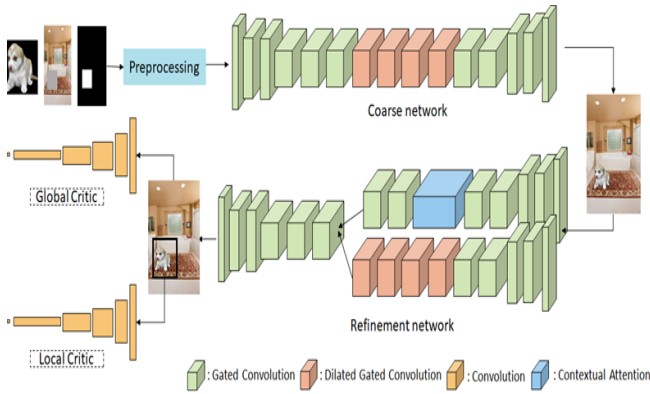 Preprocessing
Coarse network
Global Critic
Refinement network
Local Critic
: Gated Convolution : Dilated Gated Convolution : Convolution : Contextual Attention